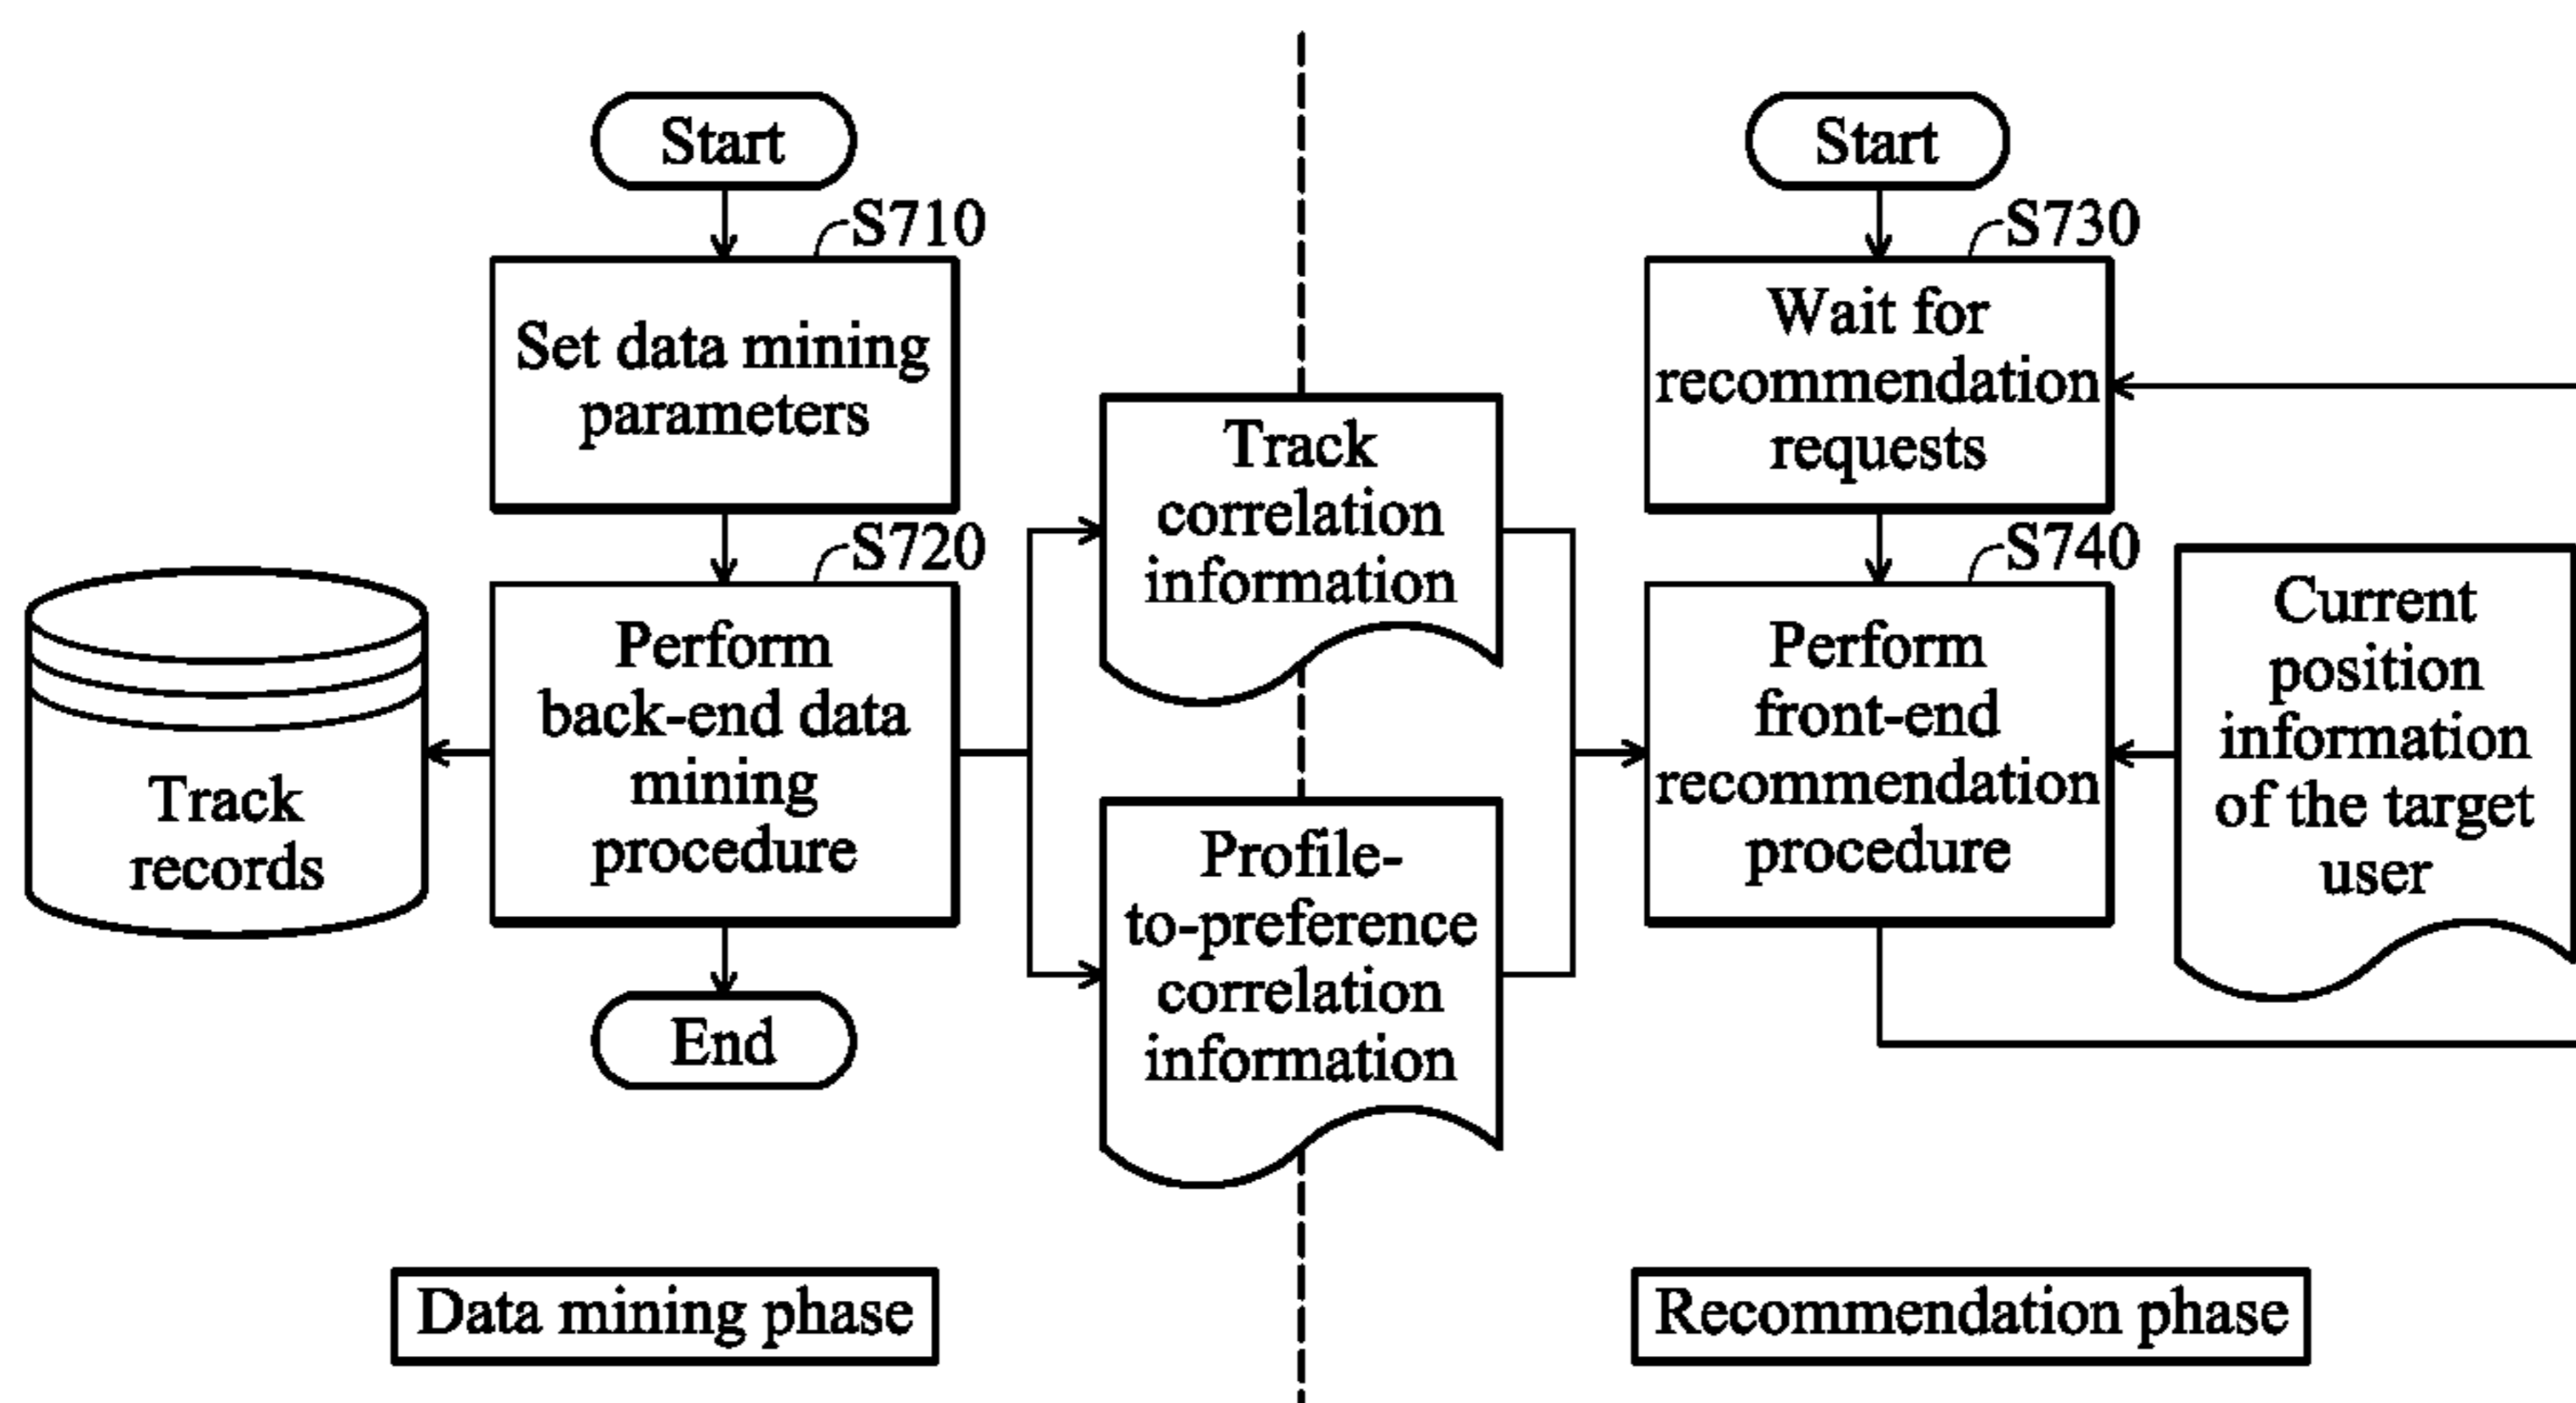 Start
S710
Set data mining
parameters
S720
Perform
back-end data
mining
procedure
Track
records
End
Track
correlation
information
Profile-
to-preference
correlation
information
Start
S730
Wait for
recommendation
requests
S740
Perform
front-end
recommendation
procedure
Current
position
information
of the target
user
Data mining phase
Recommendation phase